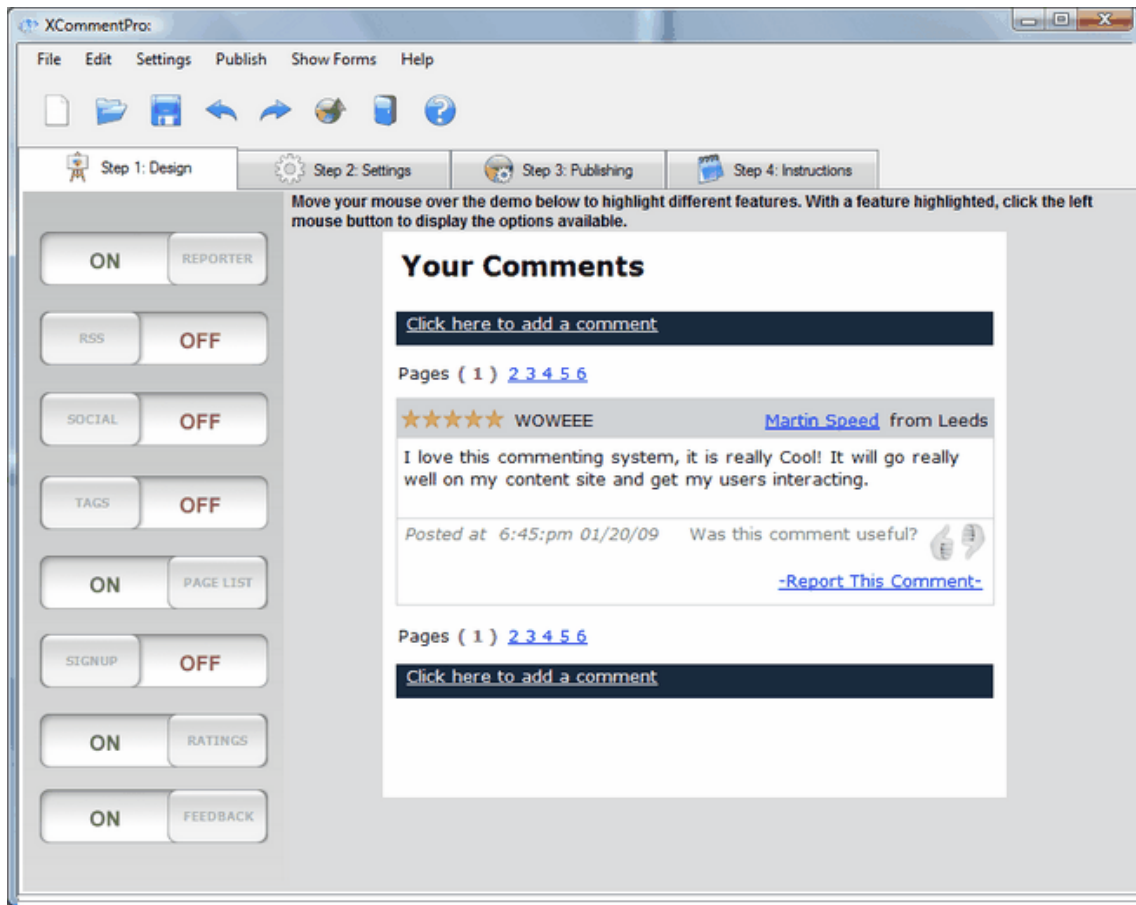 XCommentPro:
File Edit Settings Publish Show Forms Help
Step 1: Design Step 2: Settings Step 3: Publishing Step 4: Instructions
Move your mouse over the demo below to highlight different features. With a feature highlighted, click the left
mouse button to display the options available.
ON REPORTER
RSS OFF
SOCIAL OFF
TAGS OFF
ON PAGE LIST
SIGNUP OFF
ON RATINGS
ON FEEDBACK
Your Comments
Click here to add a comment
Pages ( 1 ) 2 3 4 5 6
WOWEEE Martin Speed from Leeds
I love this commenting system, it is really Cool! It will go really
well on my content site and get my users interacting.
Posted at 6:45:pm 01/20/09 Was this comment useful?
-Report This Comment-
Pages ( 1 ) 2 3 4 5 6
Click here to add a comment